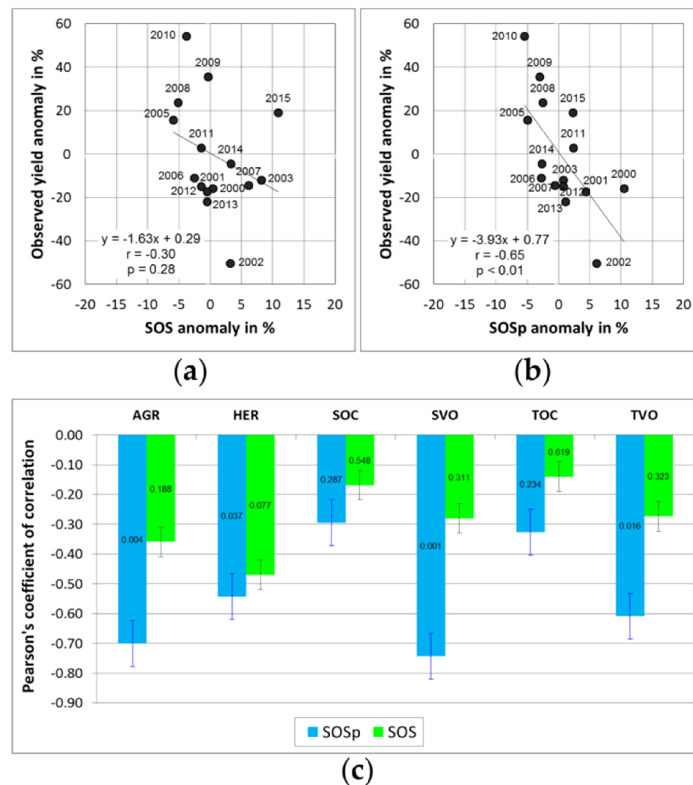 60
40
20
0
-20
-40
-60
Observed yield anomaly in %
2010
2009
2008
2015
2005
2011
2014
2006
2001
2007
2003
2012
2000
2013
2002
y = -1.63x + 0.29
r = -0.30
p = 0.28
-20 -15 -10 -5 0 5 10 15 20
SOS anomaly in %
(a)
60
40
20
0
-20
-40
-60
Observed yield anomaly in %
2010
2009
2008
2015
2005
2011
2014
2003
2006
2001
2000
2007
2012
2013
2002
y = -3.93x + 0.77
r = -0.65
p < 0.01
-20 -15 -10 -5 0 5 10 15 20
SOSp anomaly in %
(b)
AGR HER SOC SVO TOC TVO
0.00
-0.10
-0.20
-0.30
-0.40
-0.50
-0.60
-0.70
-0.80
-0.90
Pearson's coefficient of correlation
0.004 0.188 0.037 0.077 0.287 0.548 0.001 0.311 0.234 0.619 0.016 0.323
SOSp SOS
(c)